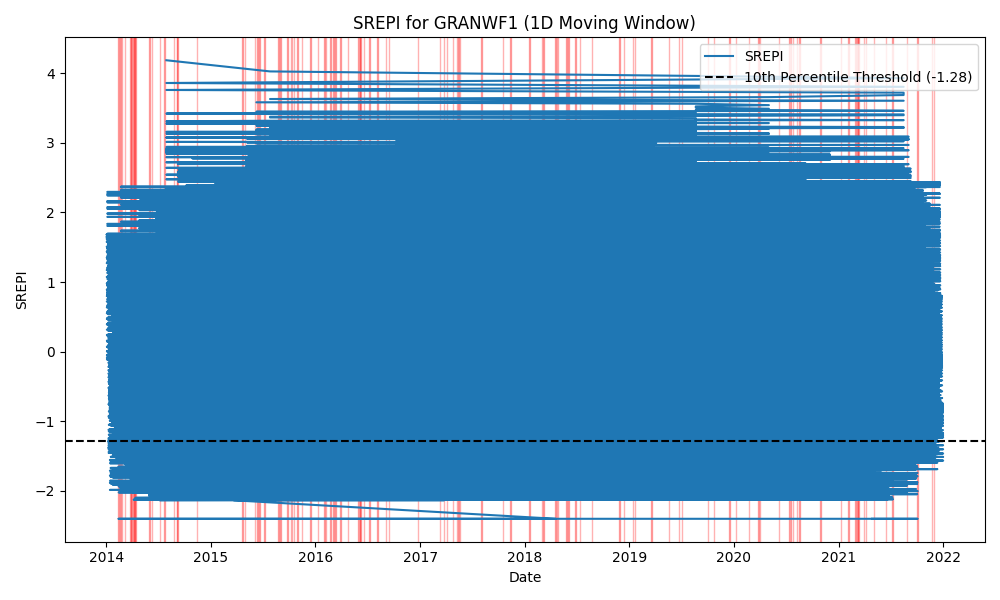 SREPI for GRANWF1 (1D Moving Window)
SREPI
10th Percentile Threshold (-1.28)
SREPI
4
3
2
1
0
−1
−2
2014 2015 2016 2017 2018 2019 2020 2021 2022
Date